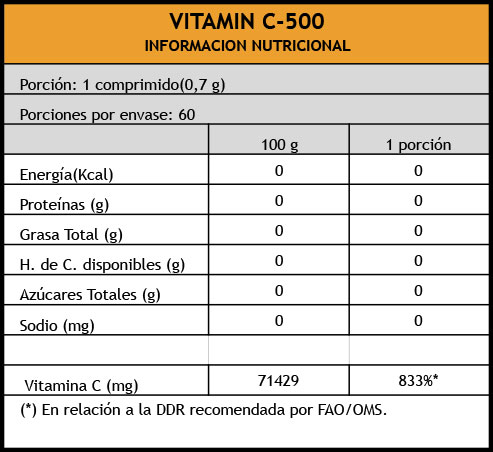 VITAMIN C-500
INFORMACION NUTRICIONAL
Porción: 1 comprimido(0,7 g)
Porciones por envase: 60
100 g 1 porción
Energía(Kcal) 0 0
Proteínas (g) 0 0
Grasa Total (g) 0 0
H. de C. disponibles (g) 0 0
Azúcares Totales (g) 0 0
Sodio (mg) 0 0
Vitamina C (mg) 71429 833%*
(*) En relación a la DDR recomendada por FAO/OMS.